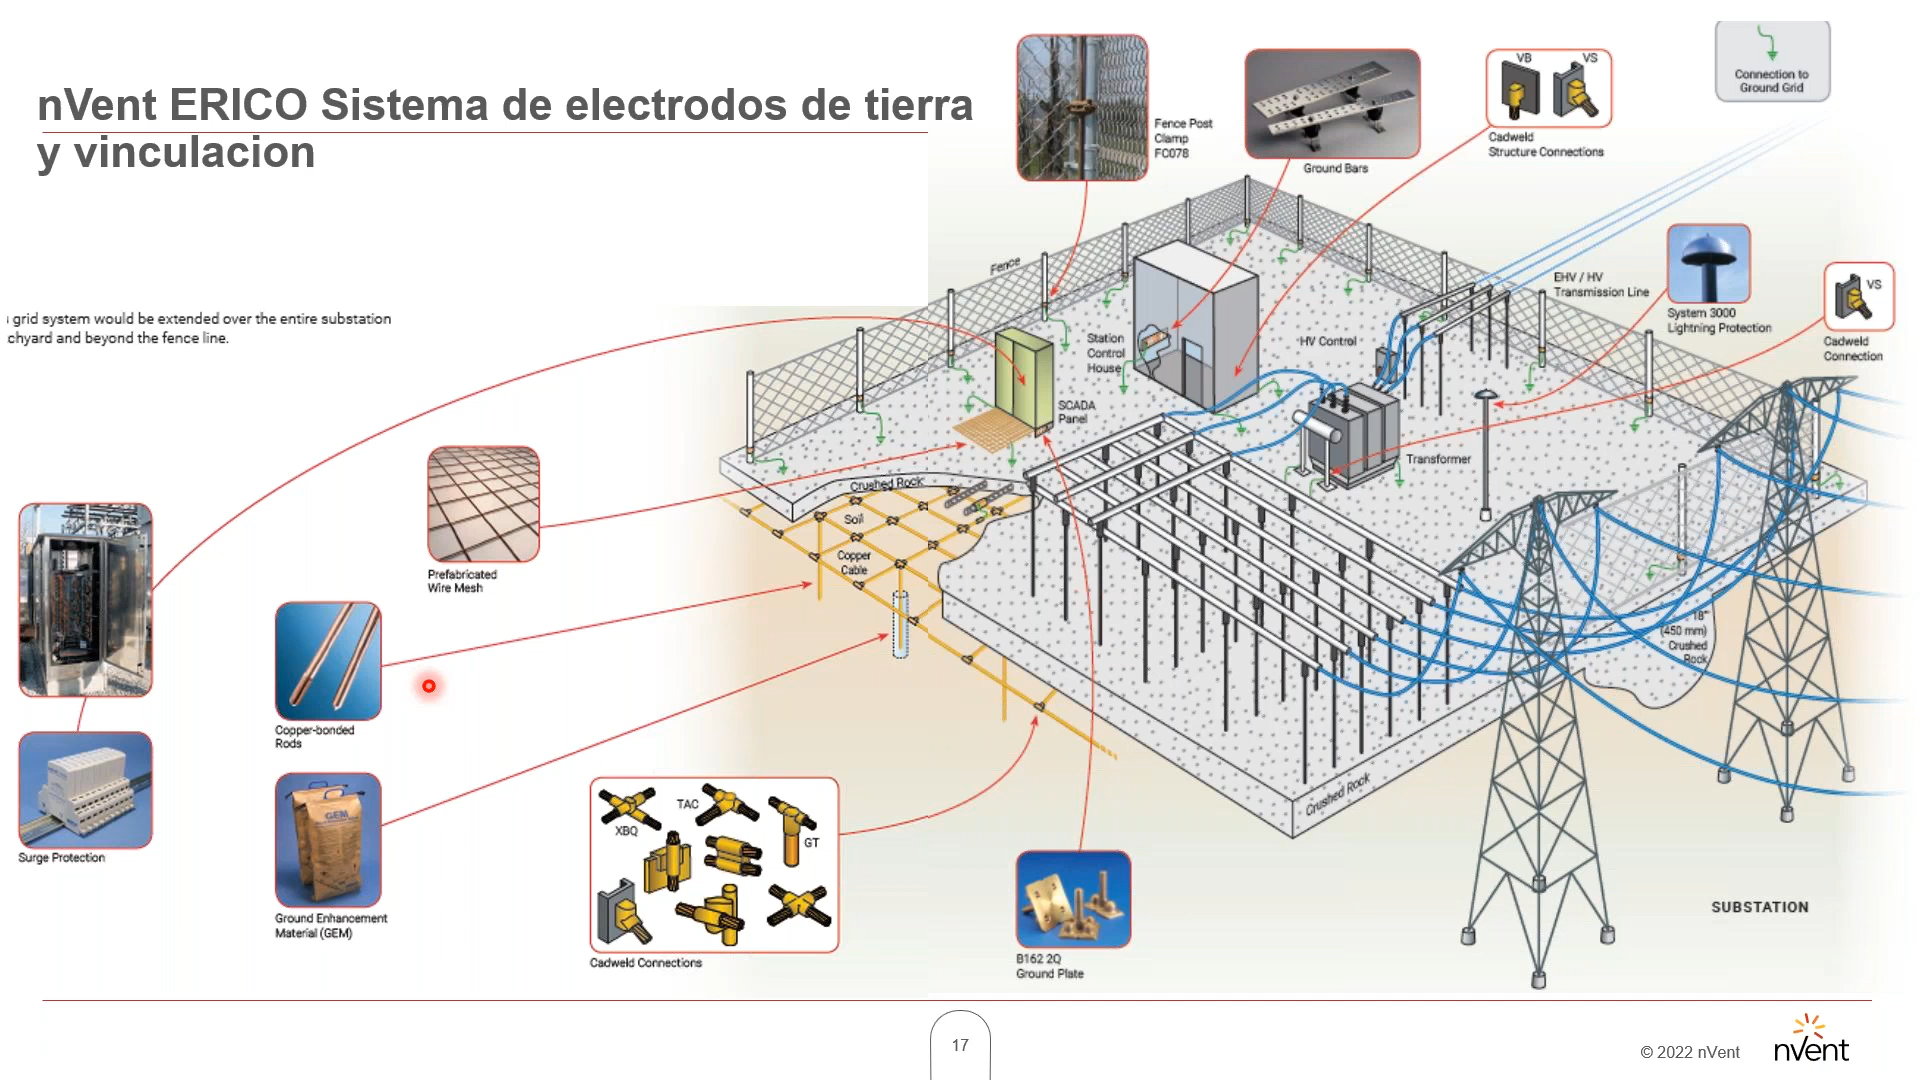 nVent ERICO Sistema de electrodos de tierra
y vinculacion
grid system would be extended over the entire substation
chyard and beyond the fence line.
Fence Post
Clamp
FC078
Ground Bars
VB
VS
Cadweld
Structure Connections
Connection to
Ground Grid
Fence
Station
Control
House
HV Control
EHV / HV
Transmission Line
System 3000
Lightning Protection
VS
Cadweld
Connection
SCADA
Panel
Transformer
Crushed Rock
Soil
Copper
Cable
Prefabricated
Wire Mesh
Copper-bonded
Rods
Surge Protection
GEM
Ground Enhancement
Material (GEM)
XBQ
TAC
GT
Cadweld Connections
B162 2Q
Ground Plate
18"
(450 mm)
Crushed
Rock
Crushed Rock
SUBSTATION
17
© 2022 nVent
nVent